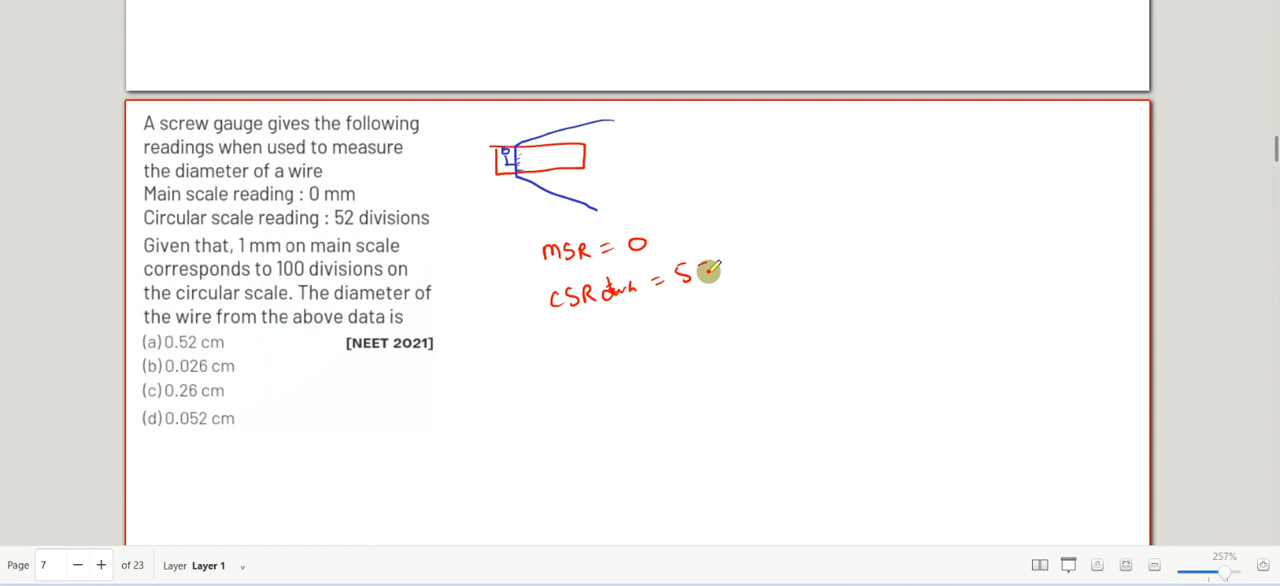 A screw gauge gives the following
readings when used to measure
the diameter of a wire
Main scale reading : 0 mm
Circular scale reading : 52 divisions
Given that, 1 mm on main scale
corresponds to 100 divisions on
the circular scale. The diameter of
the wire from the above data is
(a) 0.52 cm [NEET 2021]
(b) 0.026 cm
(c) 0.26 cm
(d) 0.052 cm
MSR = 0
CSR = 5
Page 7 of 23 Layer Layer 1 257%